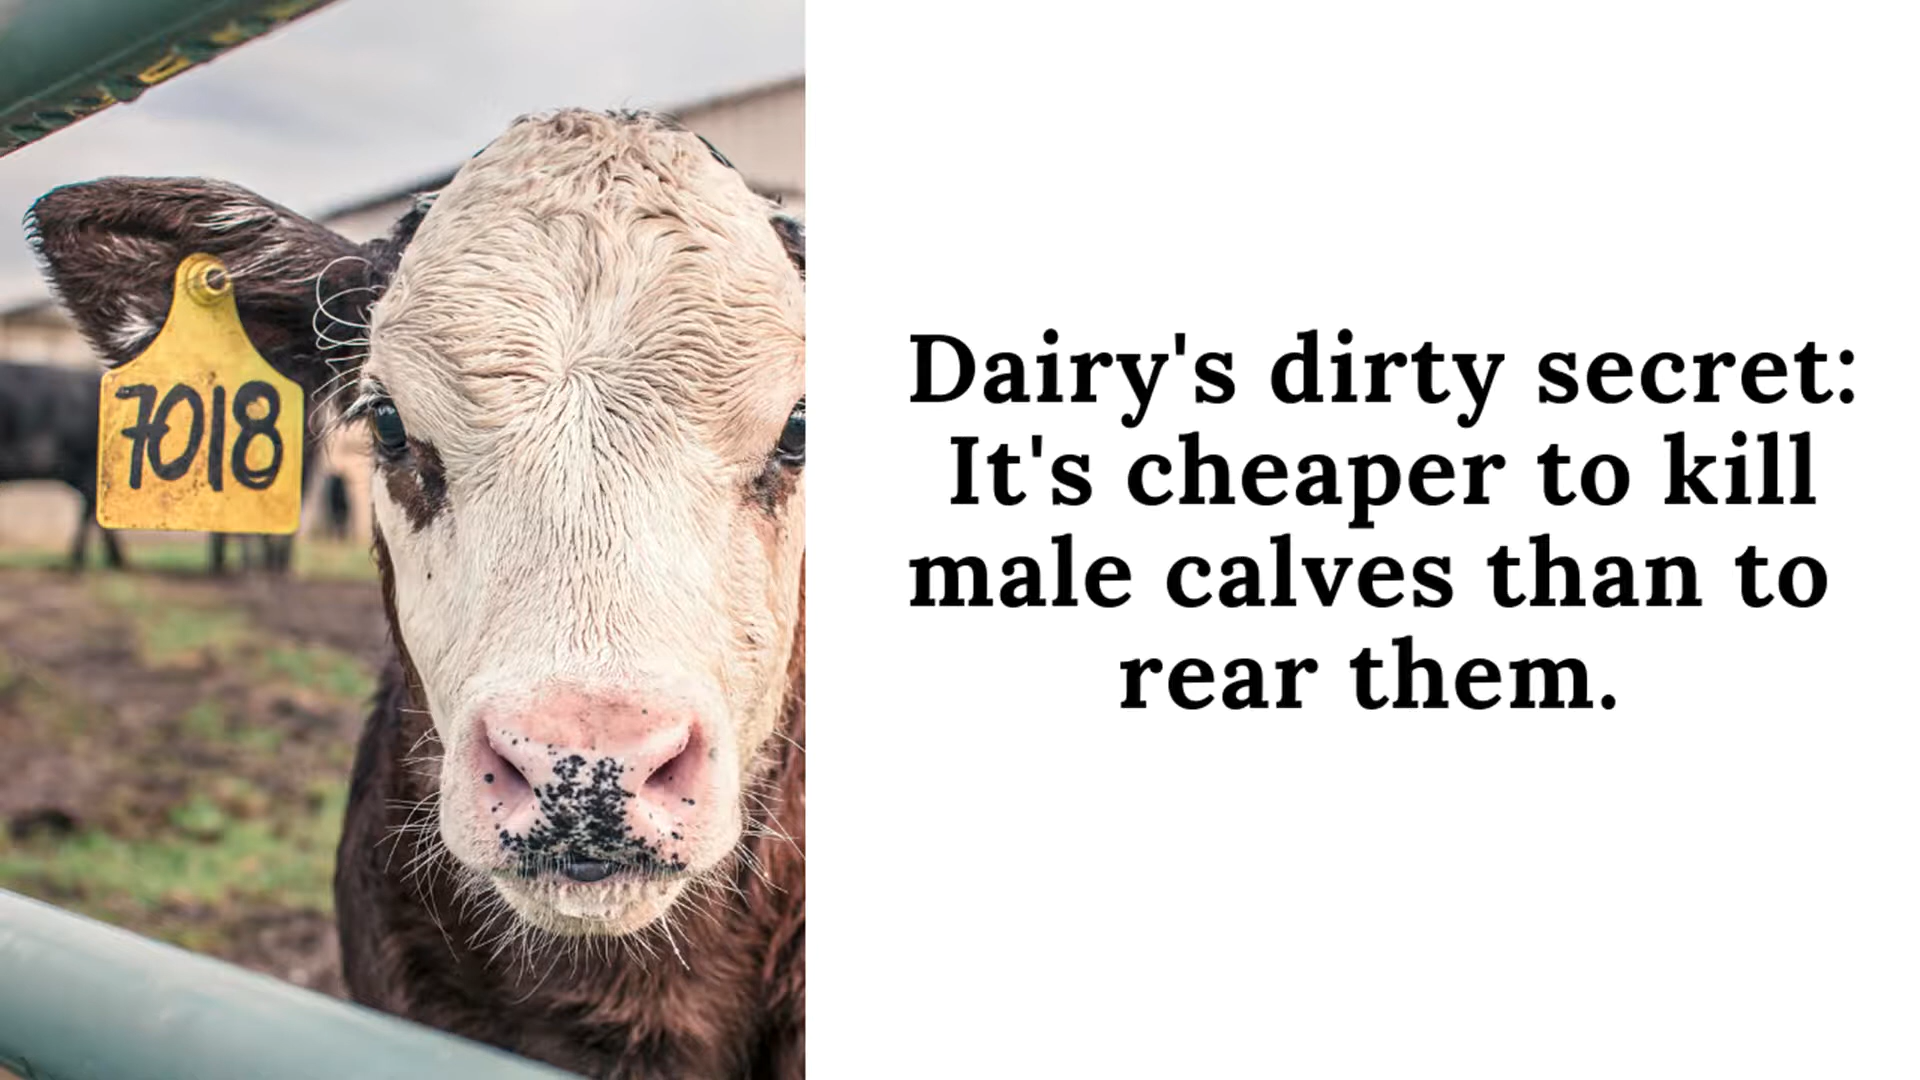 7018
Dairy's dirty secret:
It's cheaper to kill
male calves than to
rear them.